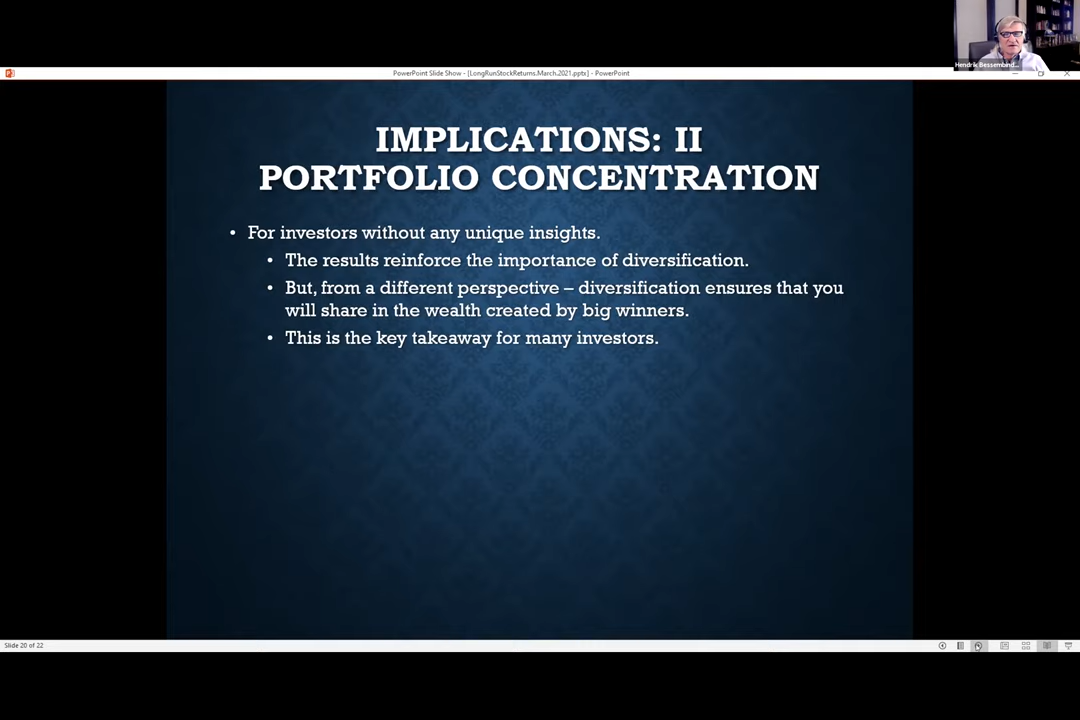 Hendrik Bessembind...
PowerPoint Slide Show - [LongRunStockReturns.March.2021.pptx] - PowerPoint
IMPLICATIONS: II
PORTFOLIO CONCENTRATION
• For investors without any unique insights.
• The results reinforce the importance of diversification.
• But, from a different perspective – diversification ensures that you
will share in the wealth created by big winners.
• This is the key takeaway for many investors.
Slide 20 of 22